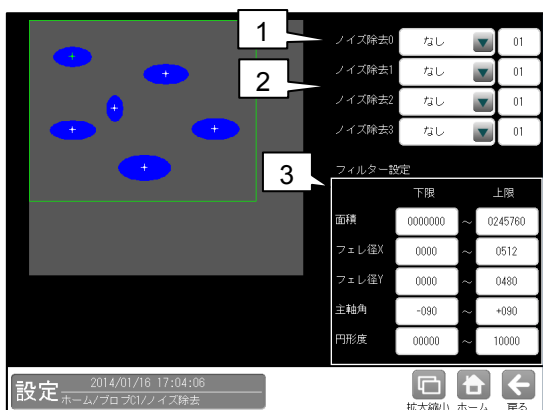 1
ノイズ除去0 なし 01
ノイズ除去1 なし 01
2
ノイズ除去2 なし 01
ノイズ除去3 なし 01
3
フィルター設定
下限 上限
面積 0000000 ～ 0245760
フェレ径X 0000 ～ 0512
フェレ径Y 0000 ～ 0480
主軸角 -090 ～ +090
円形度 00000 ～ 10000
設定 2014/01/16 17:04:06
ホーム/ブロブC1/ノイズ除去
拡大縮小 ホーム 戻る